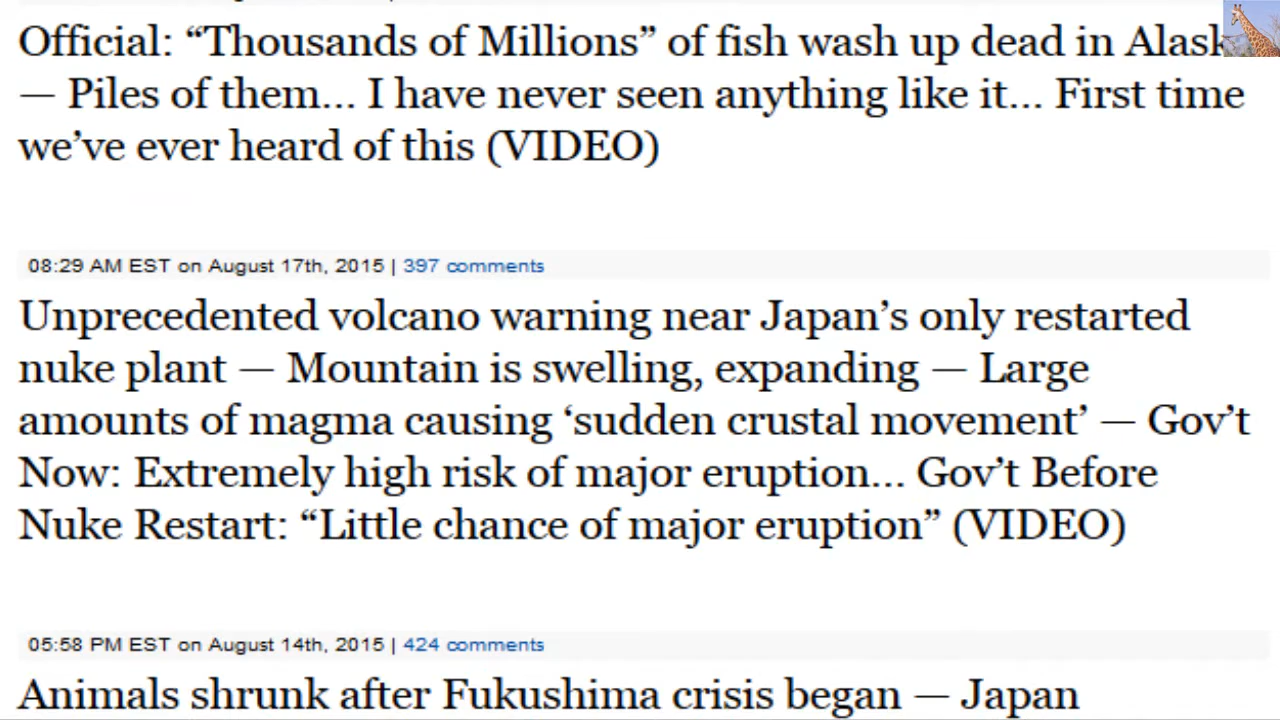 Official: “Thousands of Millions” of fish wash up dead in Alask
— Piles of them... I have never seen anything like it... First time
we’ve ever heard of this (VIDEO)
08:29 AM EST on August 17th, 2015 | 397 comments
Unprecedented volcano warning near Japan’s only restarted
nuke plant — Mountain is swelling, expanding — Large
amounts of magma causing ‘sudden crustal movement’ — Gov’t
Now: Extremely high risk of major eruption... Gov’t Before
Nuke Restart: “Little chance of major eruption” (VIDEO)
05:58 PM EST on August 14th, 2015 | 424 comments
Animals shrunk after Fukushima crisis began — Japan